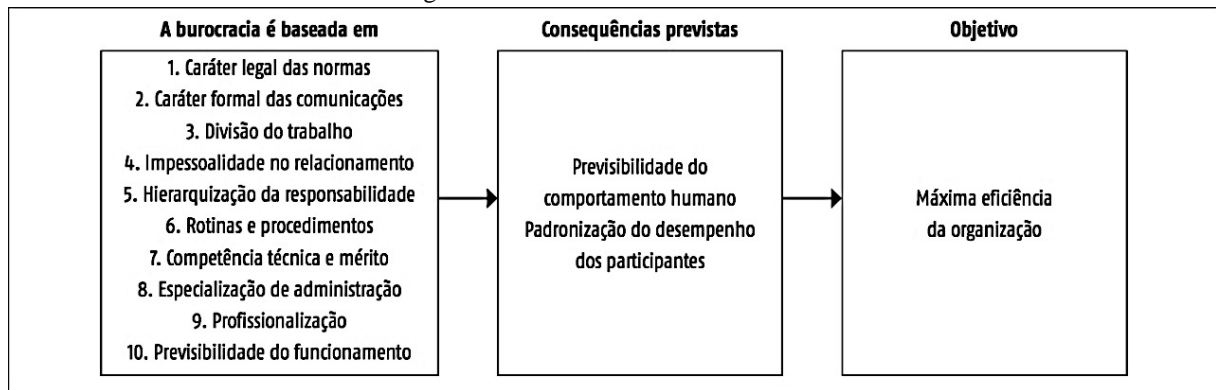 A burocracia é baseada em
1. Caráter legal das normas
2. Caráter formal das comunicações
3. Divisão do trabalho
4. Impessoalidade no relacionamento
5. Hierarquização da responsabilidade
6. Rotinas e procedimentos
7. Competência técnica e mérito
8. Especialização de administração
9. Profissionalização
10. Previsibilidade do funcionamento
Consequências previstas
Previsibilidade do
comportamento humano
Padronização do desempenho
dos participantes
Objetivo
Máxima eficiência
da organização